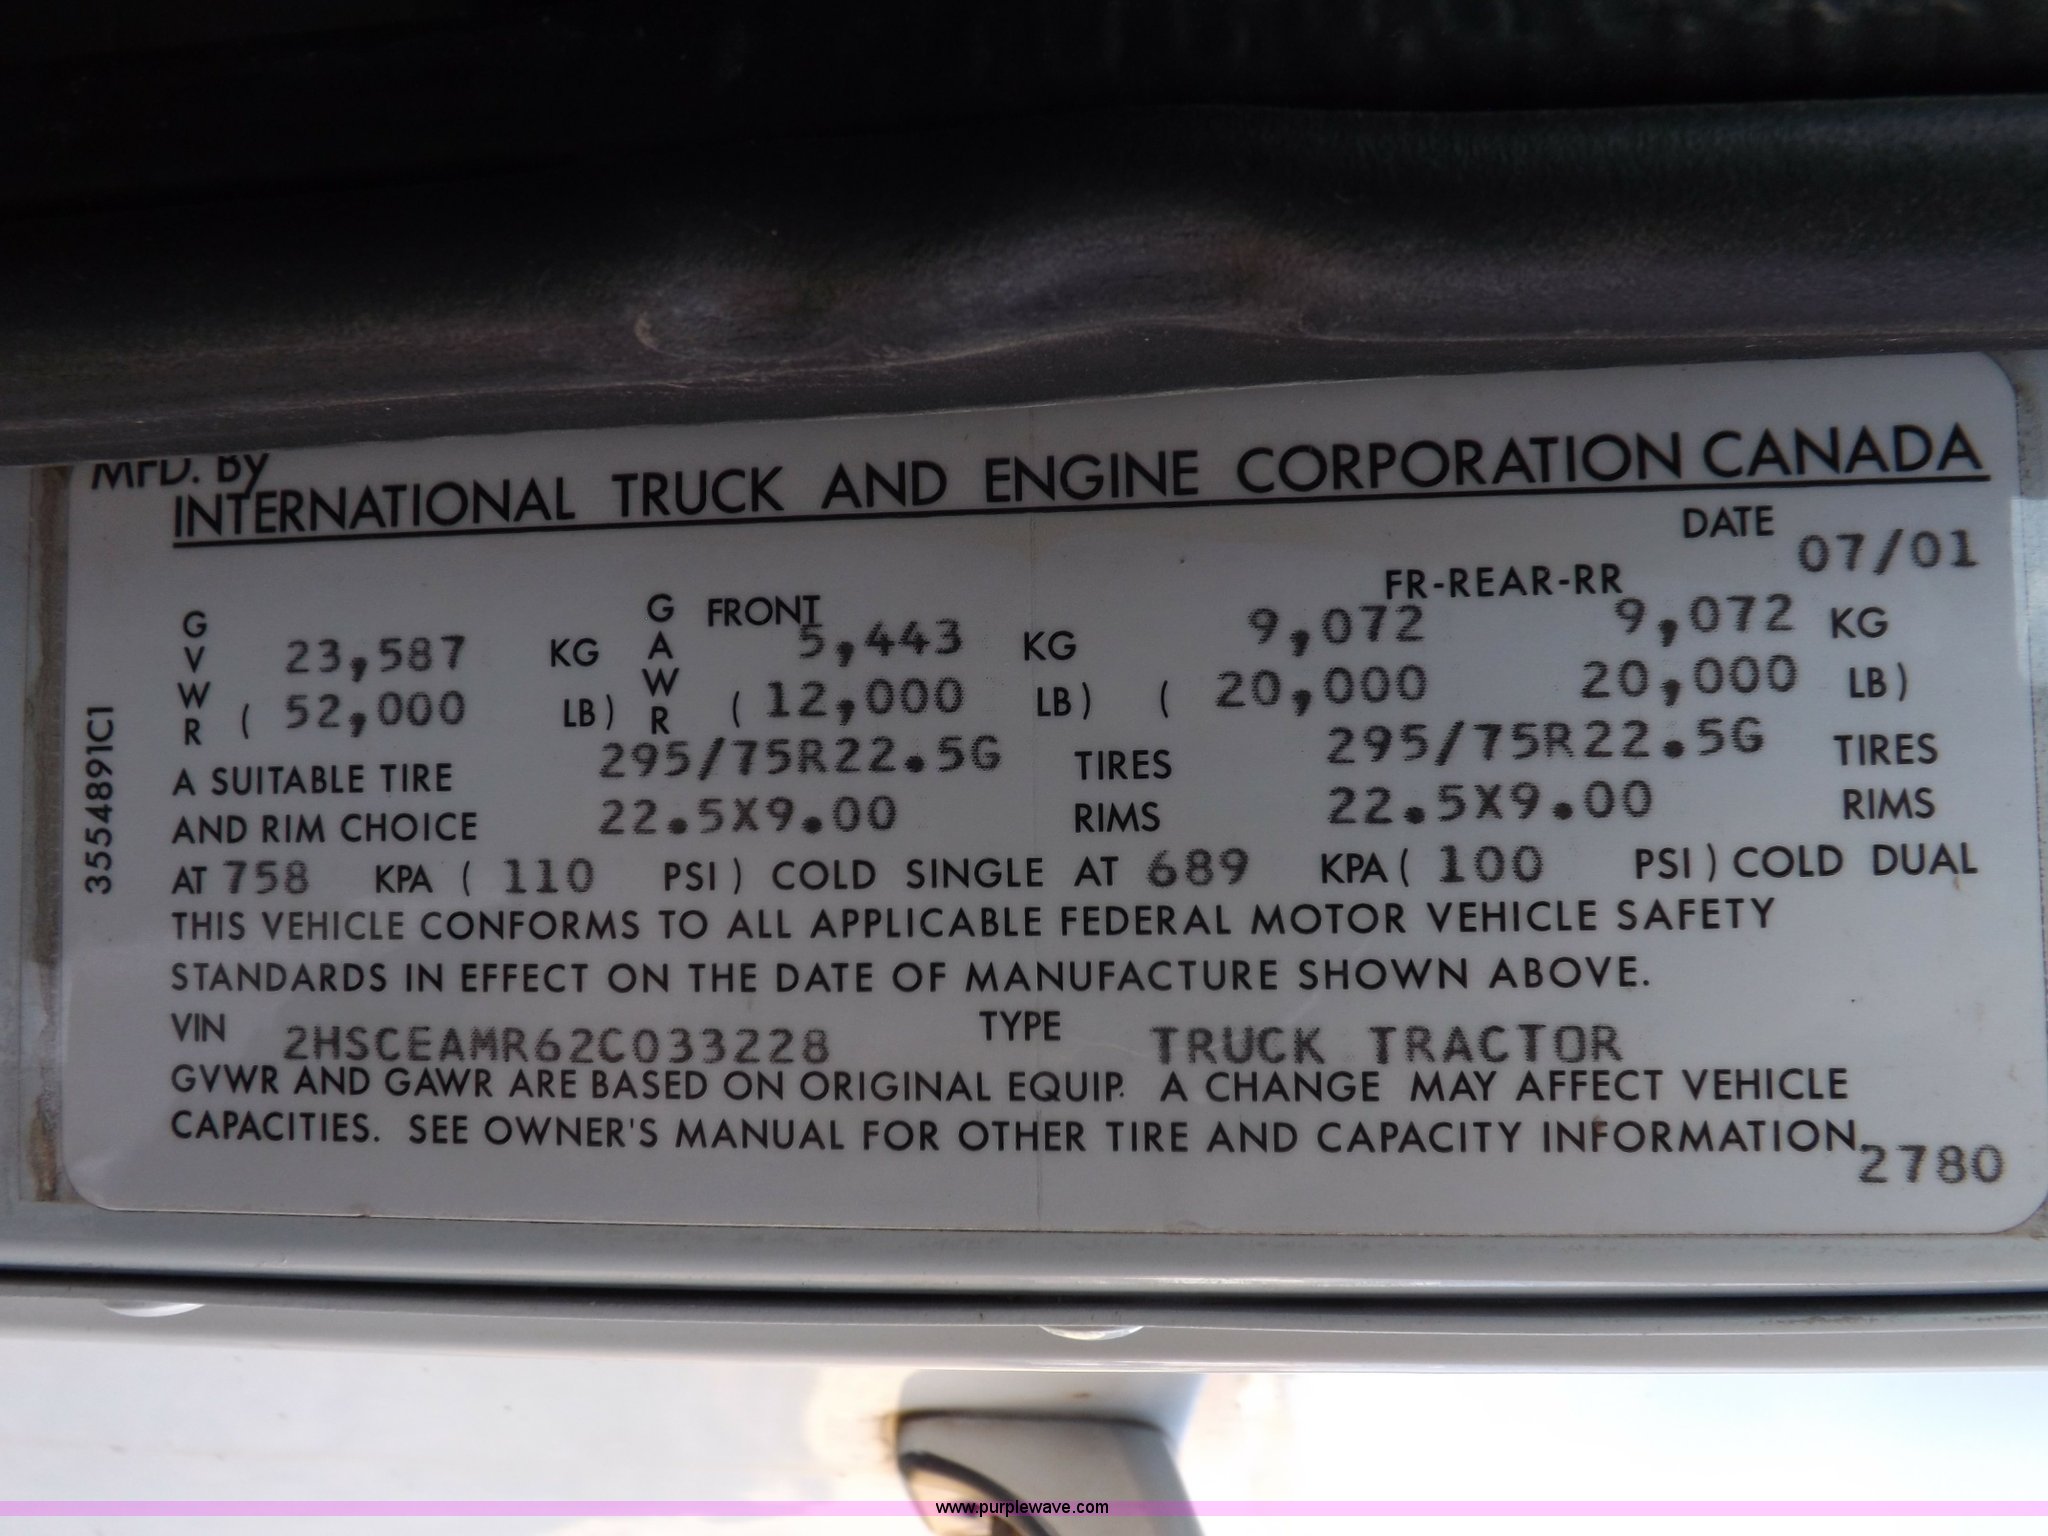 MFD. By
INTERNATIONAL TRUCK AND ENGINE CORPORATION CANADA
DATE 07/01
GVWR 23,587 KG GAWR FRONT 5,443 KG FR-REAR-RR 9,072 9,072 KG
( 52,000 LB) ( 12,000 LB) ( 20,000 20,000 LB)
A SUITABLE TIRE 295/75R22.5G TIRES 295/75R22.5G TIRES
AND RIM CHOICE 22.5X9.00 RIMS 22.5X9.00 RIMS
AT 758 KPA ( 110 PSI ) COLD SINGLE AT 689 KPA ( 100 PSI ) COLD DUAL
THIS VEHICLE CONFORMS TO ALL APPLICABLE FEDERAL MOTOR VEHICLE SAFETY
STANDARDS IN EFFECT ON THE DATE OF MANUFACTURE SHOWN ABOVE.
VIN 2HSCEAMR62C033228 TYPE TRUCK TRACTOR
GVWR AND GAWR ARE BASED ON ORIGINAL EQUIP. A CHANGE MAY AFFECT VEHICLE
CAPACITIES. SEE OWNER'S MANUAL FOR OTHER TIRE AND CAPACITY INFORMATION.
2780
3554891C1
www.purplewave.com